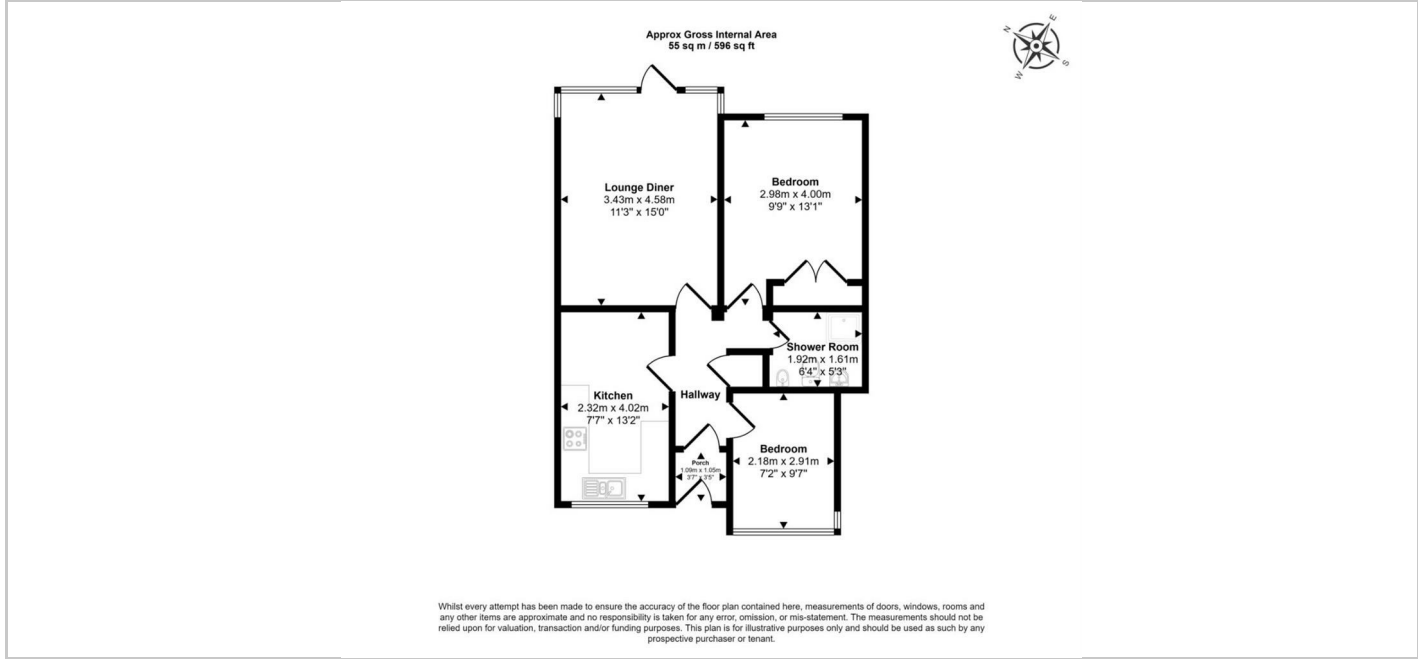 Approx Gross Internal Area
55 sq m / 596 sq ft
N
E
S
W
Lounge Diner
3.43m x 4.58m
11'3" x 15'0"
Bedroom
2.98m x 4.00m
9'9" x 13'1"
Shower Room
1.92m x 1.61m
6'4" x 5'3"
Kitchen
2.32m x 4.02m
7'7" x 13'2"
Hallway
Porch
1.09m x 1.05m
3'7" x 3'5"
Bedroom
2.18m x 2.91m
7'2" x 9'7"
Whilst every attempt has been made to ensure the accuracy of the floor plan contained here, measurements of doors, windows, rooms and
any other items are approximate and no responsibility is taken for any error, omission, or mis-statement. The measurements should not be
relied upon for valuation, transaction and/or funding purposes. This plan is for illustrative purposes only and should be used as such by any
prospective purchaser or tenant.